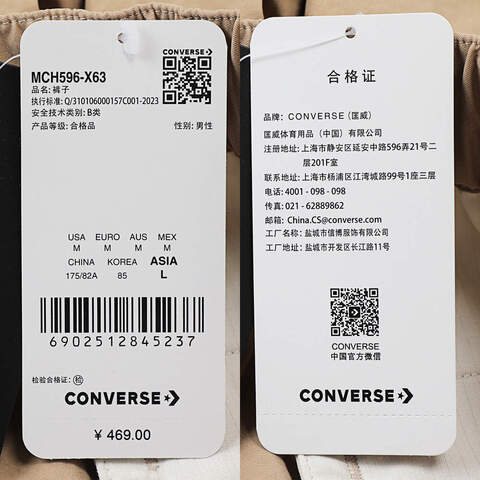 CONVERSE
MCH596-X63
品名: 裤子
执行标准: Q/310106000157C001-2023
安全技术类别: B类
产品等级: 合格品 性别: 男性
USA EURO AUS MEX
M M M M
CHINA KOREA ASIA
175/82A 85 L
6902512845237
检验合格证: 检
CONVERSE
¥ 469.00
合格证
品牌: CONVERSE (匡威)
匡威体育用品（中国）有限公司
注册地址: 上海市静安区延安中路596弄21号二
层201F室
联系地址: 上海市杨浦区江湾城路99号1座三层
电话: 4001 - 098 - 098
传真: 021 - 62889862
邮箱: China.CS@converse.com
工厂名称: 盐城市信博服饰有限公司
工厂地址: 盐城市开发区长江路11号
CONVERSE
中国官方微信
CONVERSE